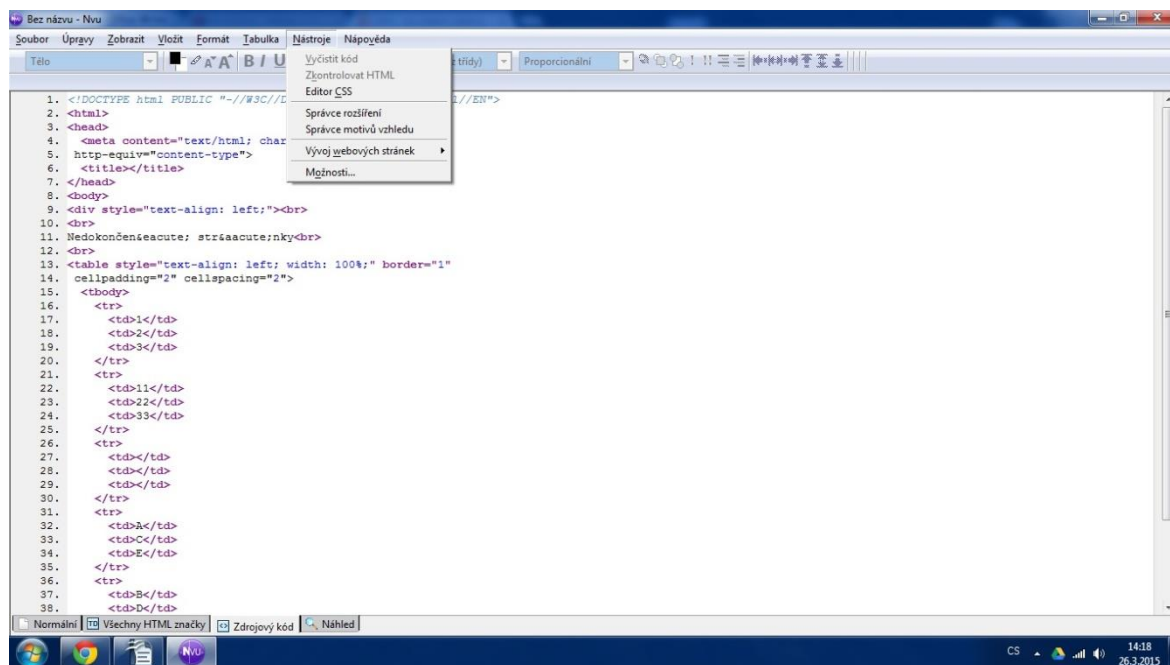 Bez názvu - Nvu
Soubor Úpravy Zobrazit Vložit Formát Tabulka Nástroje Nápověda
Tělo
B I U
třídy)
Proporcionální
Vyčistit kód
Zkontrolovat HTML
Editor CSS
Správce rozšíření
Správce motivů vzhledu
Vývoj webových stránek
Možnosti...
1. <!DOCTYPE html PUBLIC "-//W3C//D l//EN">
2. <html>
3. <head>
4. <meta content="text/html; char
5. http-equiv="content-type">
6. <title></title>
7. </head>
8. <body>
9. <div style="text-align: left;"><br>
10. <br>
11. Nedokončen&eacute; str&aacute;nky<br>
12. <br>
13. <table style="text-align: left; width: 100%;" border="1"
14. cellpadding="2" cellspacing="2">
15. <tbody>
16. <tr>
17. <td>1</td>
18. <td>2</td>
19. <td>3</td>
20. </tr>
21. <tr>
22. <td>11</td>
23. <td>22</td>
24. <td>33</td>
25. </tr>
26. <tr>
27. <td></td>
28. <td></td>
29. <td></td>
30. </tr>
31. <tr>
32. <td>A</td>
33. <td>C</td>
34. <td>E</td>
35. </tr>
36. <tr>
37. <td>B</td>
38. <td>D</td>
Normální TD Všechny HTML značky Zdrojový kód Náhled
NVU
CS 14:18
26.3.2015